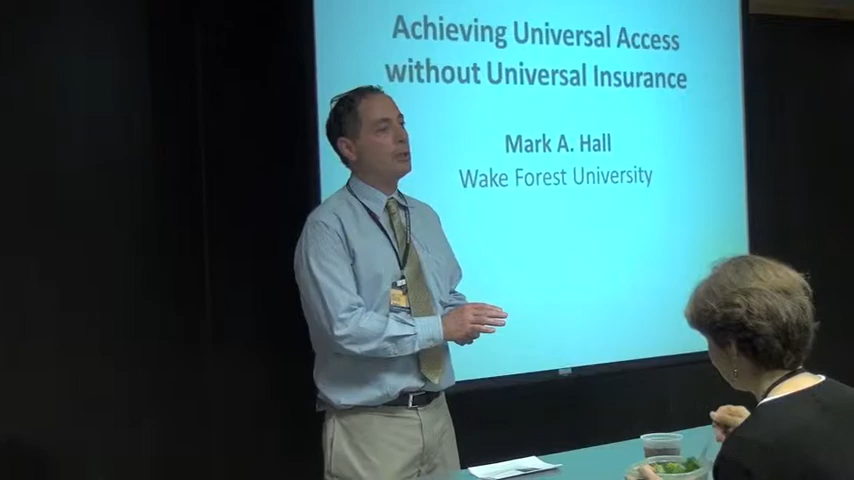 Achieving Universal Access
without Universal Insurance
Mark A. Hall
Wake Forest University